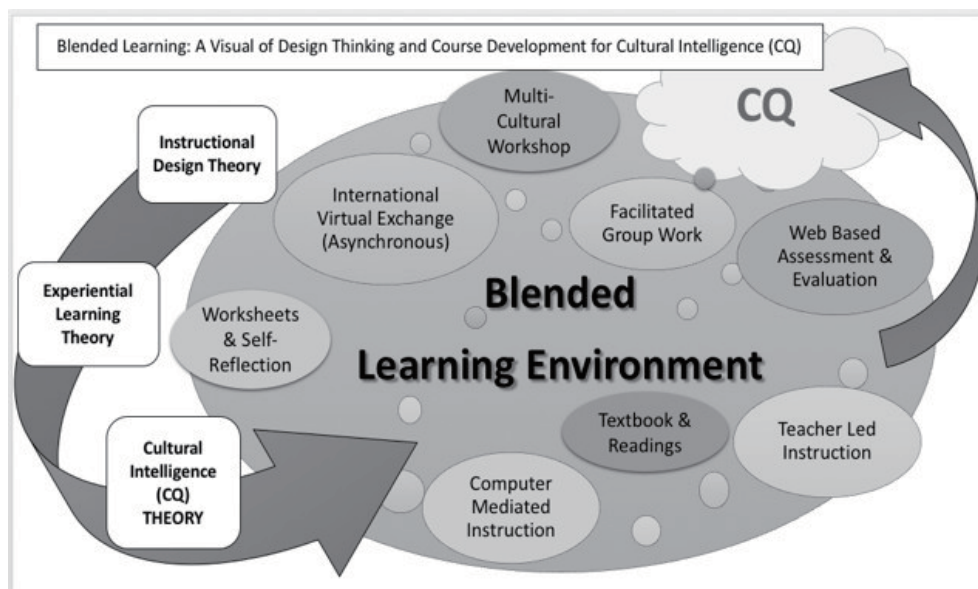 Blended Learning: A Visual of Design Thinking and Course Development for Cultural Intelligence (CQ)
CQ
Multi-
Cultural
Workshop
Instructional
Design Theory
International
Virtual Exchange
(Asynchronous)
Facilitated
Group Work
Web Based
Assessment &
Evaluation
Experiential
Learning
Theory
Worksheets
& Self-
Reflection
Blended
Learning Environment
Textbook &
Readings
Teacher Led
Instruction
Cultural
Intelligence
(CQ)
THEORY
Computer
Mediated
Instruction